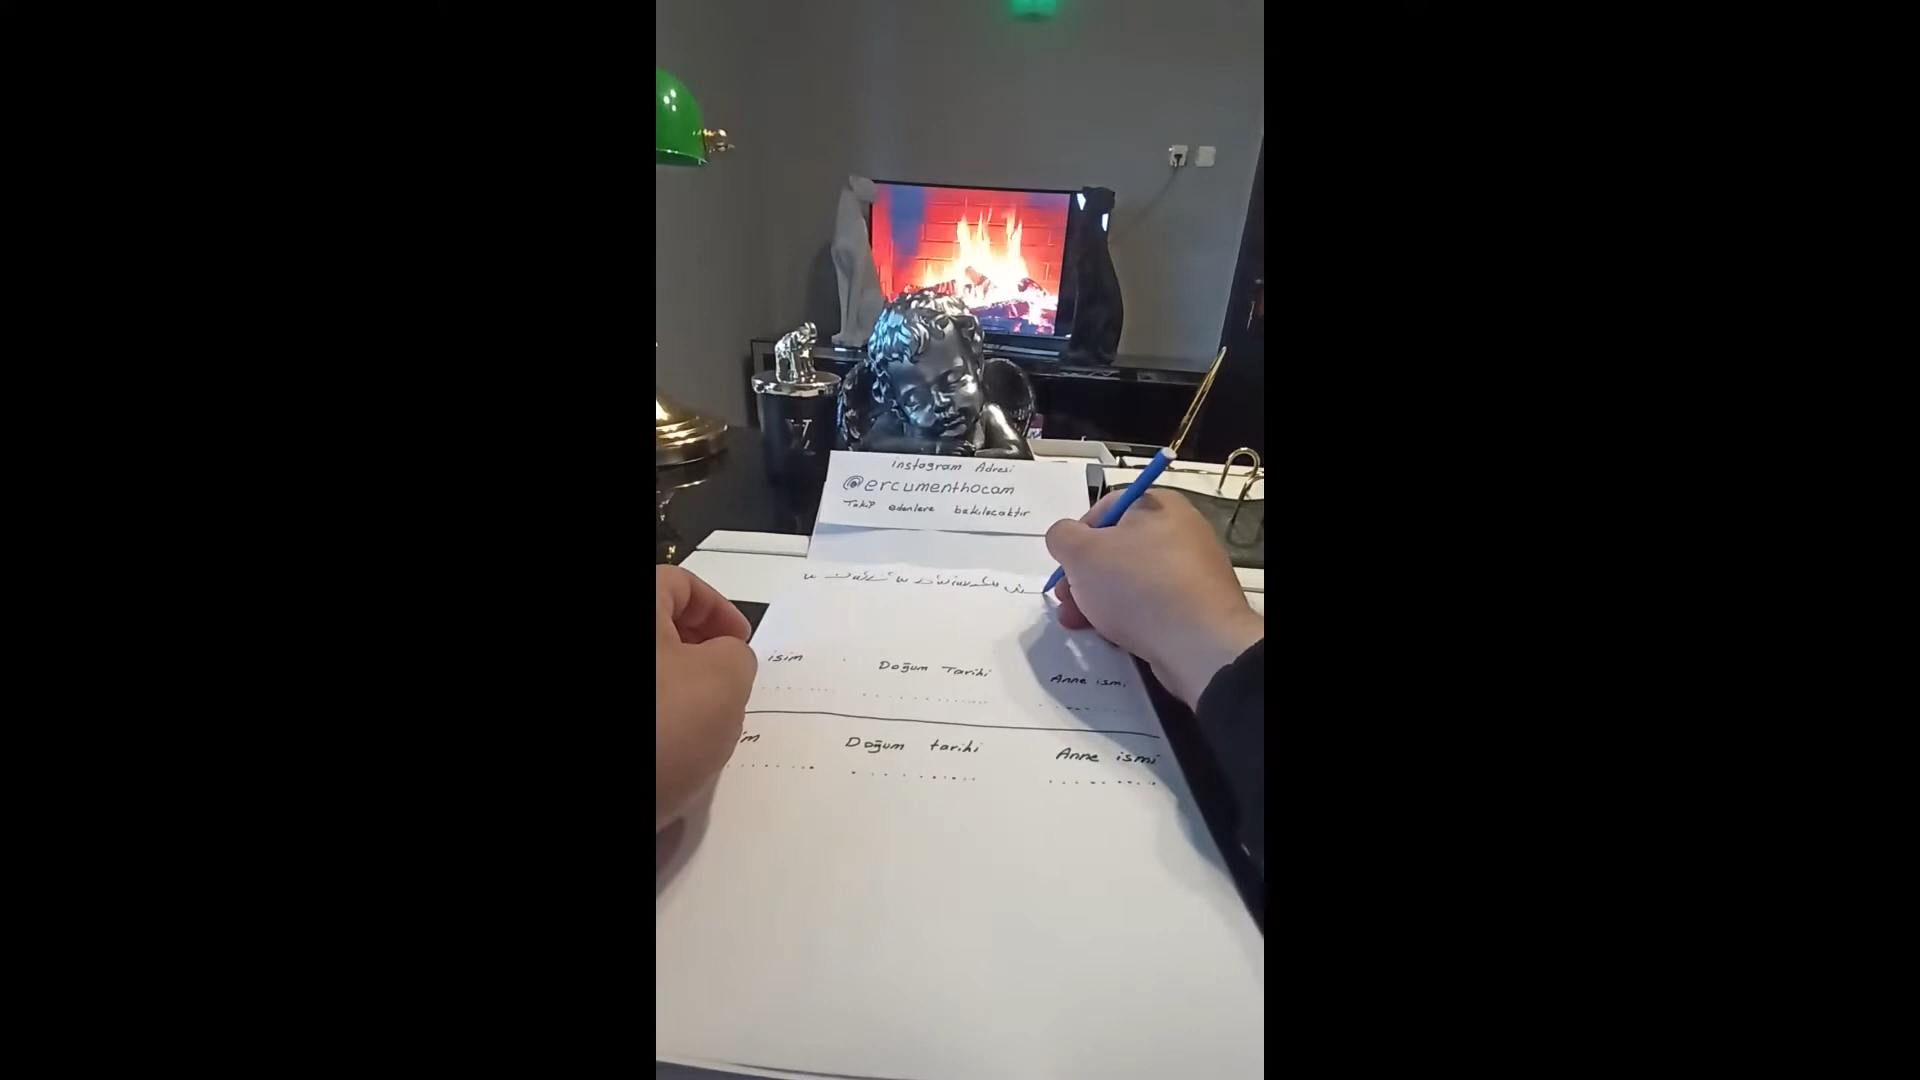 instagram Adresi
@ercumenthocam
Takip edenlere bakılacaktır
isim Doğum Tarihi Anne ismi
Doğum tarihi Anne ismi